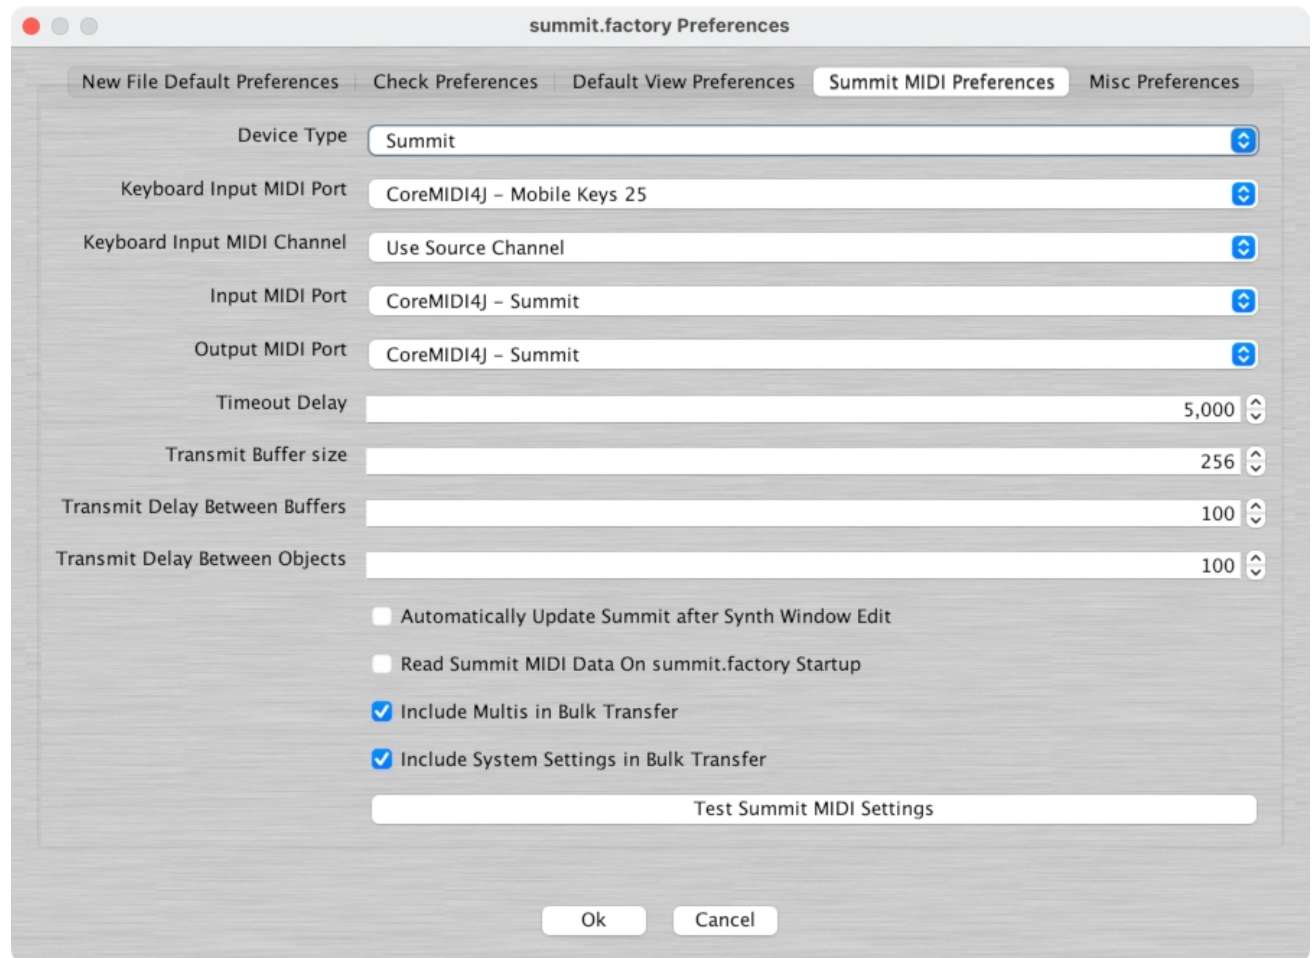 summit.factory Preferences
New File Default Preferences Check Preferences Default View Preferences Summit MIDI Preferences Misc Preferences
Device Type Summit
Keyboard Input MIDI Port CoreMIDI4J – Mobile Keys 25
Keyboard Input MIDI Channel Use Source Channel
Input MIDI Port CoreMIDI4J – Summit
Output MIDI Port CoreMIDI4J – Summit
Timeout Delay 5,000
Transmit Buffer size 256
Transmit Delay Between Buffers 100
Transmit Delay Between Objects 100
Automatically Update Summit after Synth Window Edit
Read Summit MIDI Data On summit.factory Startup
Include Multis in Bulk Transfer
Include System Settings in Bulk Transfer
Test Summit MIDI Settings
Ok Cancel